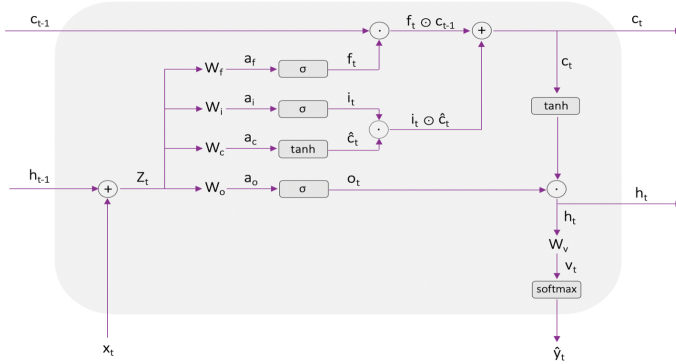 c_{t-1} · f_t ⊙ c_{t-1} + c_t
W_f a_f σ f_t c_t
W_i a_i σ i_t · i_t ⊙ ĉ_t tanh
W_c a_c tanh ĉ_t
h_{t-1} + Z_t W_o a_o σ o_t · h_t
h_t
W_v
v_t
softmax
x_t ŷ_t